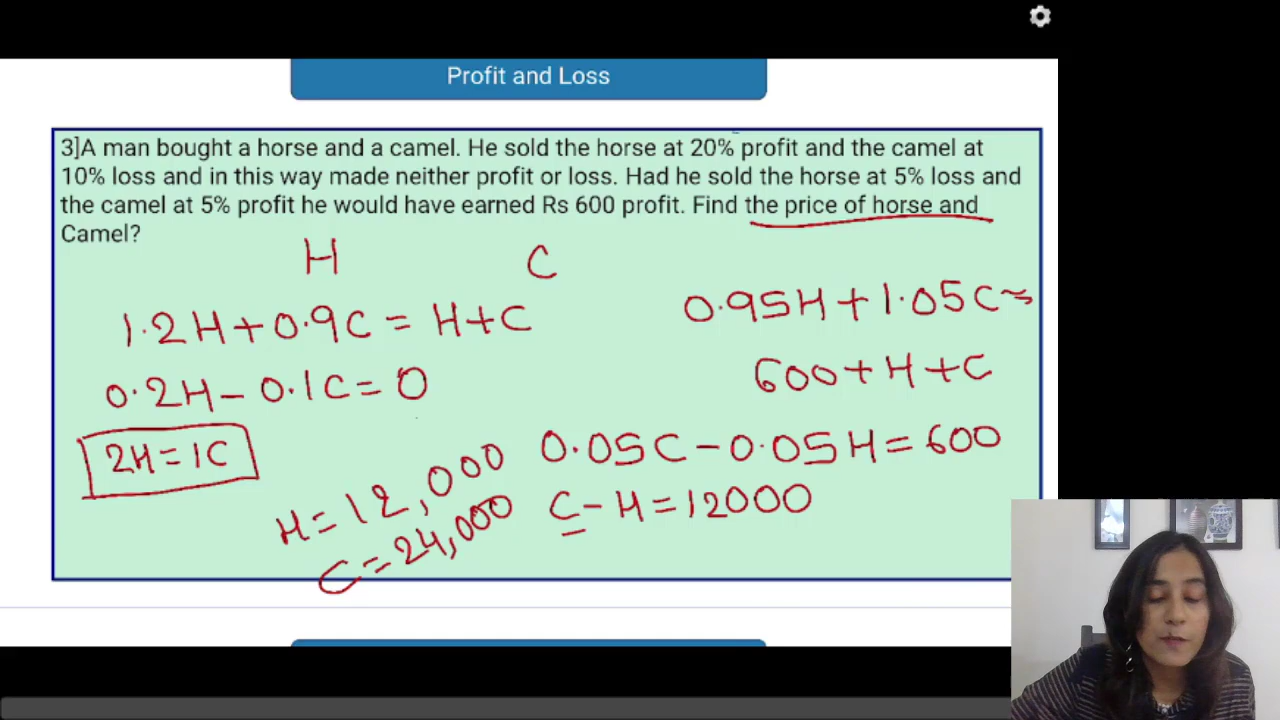 Profit and Loss
3]A man bought a horse and a camel. He sold the horse at 20% profit and the camel at
10% loss and in this way made neither profit or loss. Had he sold the horse at 5% loss and
the camel at 5% profit he would have earned Rs 600 profit. Find the price of horse and
Camel?
H C
1.2H+0.9C = H+C
0.2H - 0.1C = 0
2H = 1C
0.95H + 1.05C =
600 + H + C
0.05C - 0.05H = 600
C - H = 12000
H = 12,000
C = 24,000